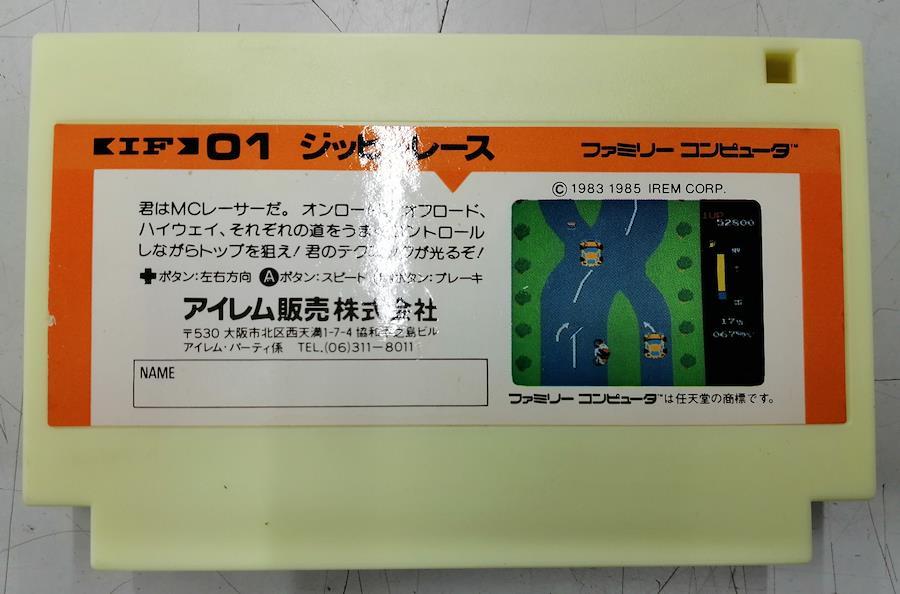 IF 01 ジッピーレース ファミリー コンピュータ™
© 1983 1985 IREM CORP.
君はMCレーサーだ。オンロード、オフロード、
ハイウェイ、それぞれの道をうまくコントロール
しながらトップを狙え!君のテクニックが光るぞ!
ボタン:左右方向 Aボタン:スピード Bボタン:ブレーキ
アイレム販売株式会社
〒530 大阪市北区西天満1-7-4 協和中之島ビル
アイレム・パーティ係 TEL.(06)311-8011
NAME
1UP
52800
ファミリー コンピュータ™は任天堂の商標です。